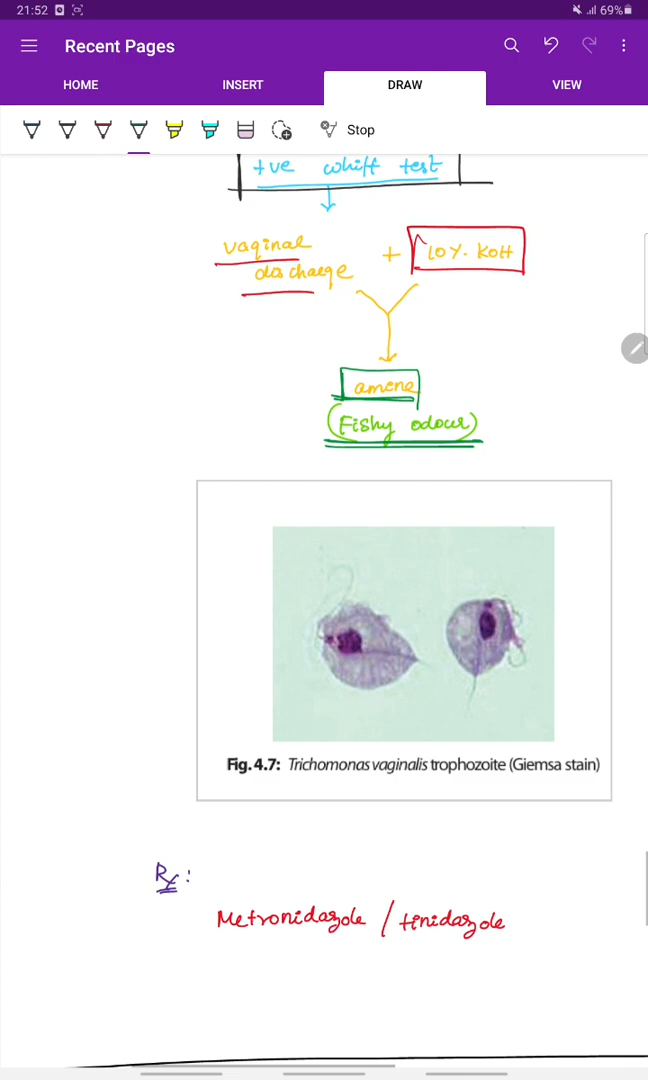 21:52 69%
Recent Pages
HOME INSERT DRAW VIEW
Stop
+ve whiff test
vaginal + 10%. KOH
discharge
amene
(Fishy odour)
Fig. 4.7: Trichomonas vaginalis trophozoite (Giemsa stain)
Rx:
Metronidazole / tinidazole